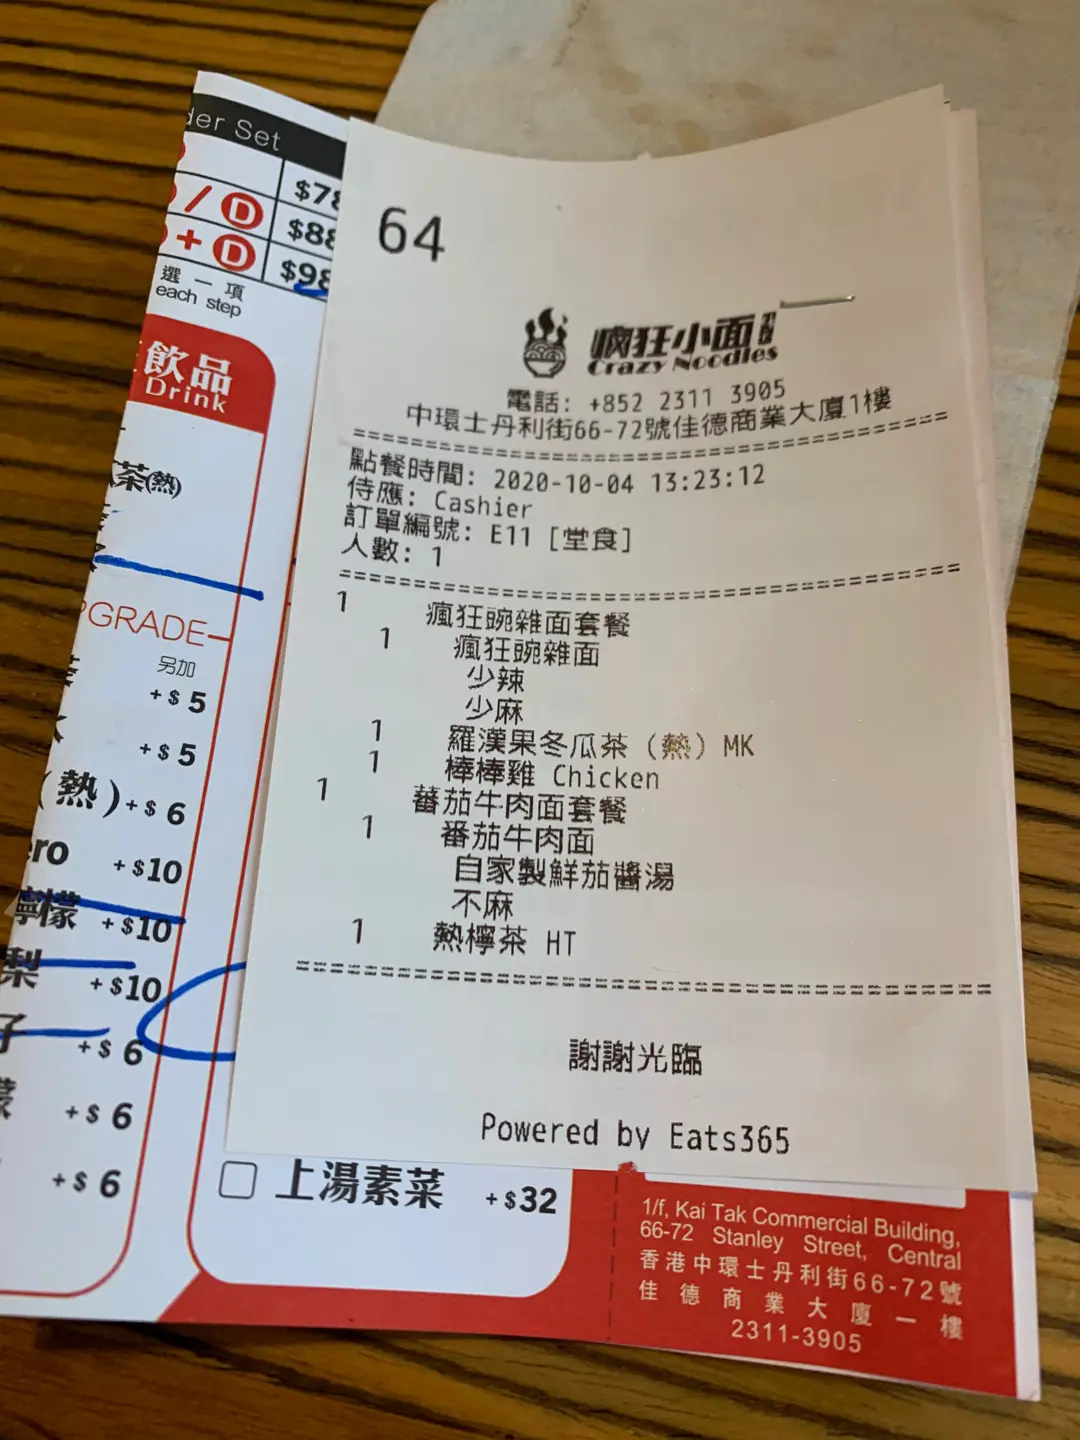 der Set
$78
/ D
$88
+ D
$98
選一項
each step
飲品
Drink
茶(熱)
GRADE
另加
+$5
+$5
(熱)+$6
ero
+$10
檸檬 +$10
梨 +$10
子 +$6
檬 +$6
+$6
64
瘋狂小面
Crazy Noodles
電話: +852 2311 3905
中環士丹利街66-72號佳德商業大廈1樓
點餐時間: 2020-10-04 13:23:12
侍應: Cashier
訂單編號: E11 [堂食]
人數: 1
1 瘋狂豌雜面套餐
1 瘋狂豌雜面
少辣
少麻
1 羅漢果冬瓜茶 (熱) MK
1 棒棒雞 Chicken
1 蕃茄牛肉面套餐
1 番茄牛肉面
自家製鮮茄醬湯
不麻
1 熱檸茶 HT
謝謝光臨
Powered by Eats365
上湯素菜 +$32
1/f, Kai Tak Commercial Building,
66-72 Stanley Street, Central
香港中環士丹利街66-72號
佳德商業大廈一樓
2311-3905